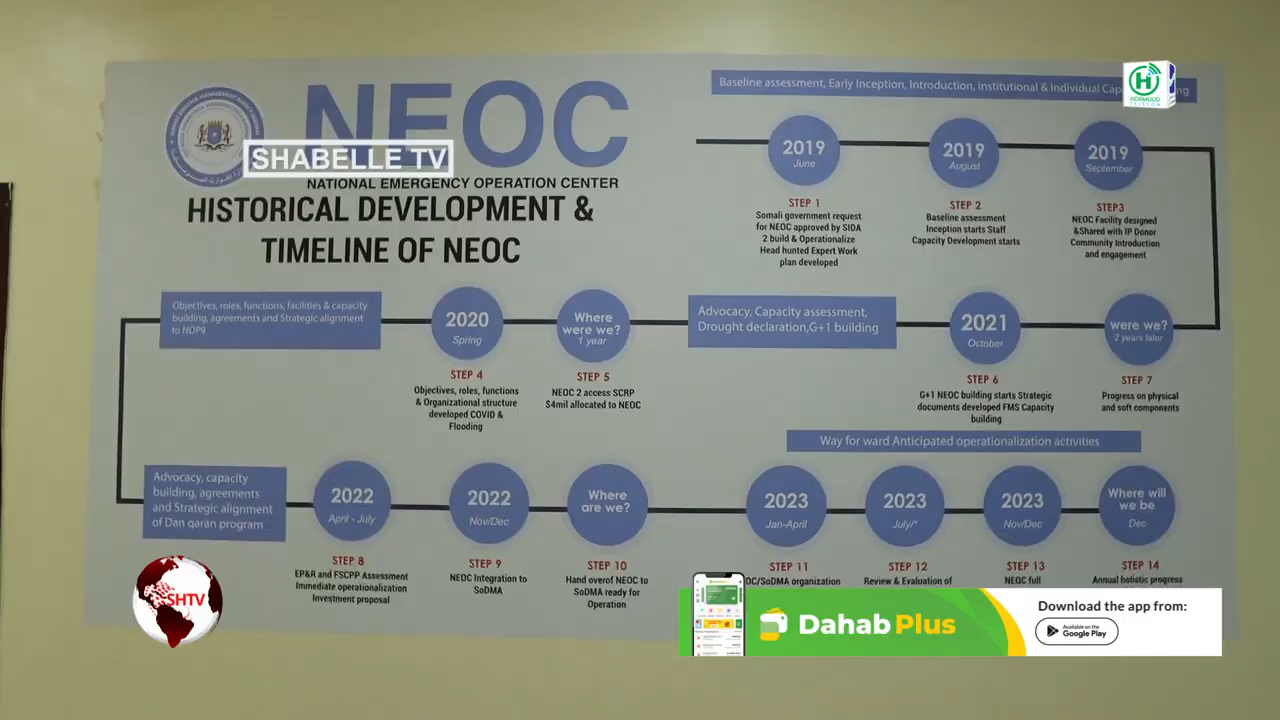 NEOC
SHABELLE TV
NATIONAL EMERGENCY OPERATION CENTER
HISTORICAL DEVELOPMENT &
TIMELINE OF NEOC
Baseline assessment, Early Inception, Introduction, institutional & Individual
HORMUUD
TELECOM
2019
June
STEP 1
Somali government request
for NEOC approved by SIDA
2 build & Operationalize
Head hunted Expert Work
plan developed
2019
August
STEP 2
Baseline assessment
Inception starts Staff
Capacity Development starts
2019
September
STEP3
NEOC Facility designed
&Shared with IP Donor
Community Introduction
and engagement
Objectives, roles, functions, facilities & capacity
building, agreements and Strategic alignment
to NDP9
2020
Spring
STEP 4
Objectives, roles, functions
& Organizational structure
developed COVID &
Flooding
Where
were we?
1 year
STEP 5
NEOC 2 access SCRP
$4mil allocated to NEOC
Advocacy, Capacity assessment,
Drought declaration,G+1 building
2021
October
STEP 6
G+1 NEOC building starts Strategic
documents developed FMS Capacity
building
were we?
2 years later
STEP 7
Progress on physical
and soft components
Way for ward Anticipated operationalization activities
Advocacy, capacity
building, agreements
and Strategic alignment
of Dan qaran program
2022
April - July
STEP 8
EP&R and FSCPP Assessment
Immediate operationalization
Investment proposal
2022
Nov/Dec
STEP 9
NEOC Integration to
SoDMA
Where
are we?
STEP 10
Hand overof NEOC to
SoDMA ready for
Operation
2023
Jan-April
STEP 11
OC/SoDMA organization
2023
July/*
STEP 12
Review & Evaluation of
2023
Nov/Dec
STEP 13
NEOC full
Where will
we be
Dec
STEP 14
Annual holistic progress
SHTV
Dahab Plus
Download the app from:
Available on the
Google Play